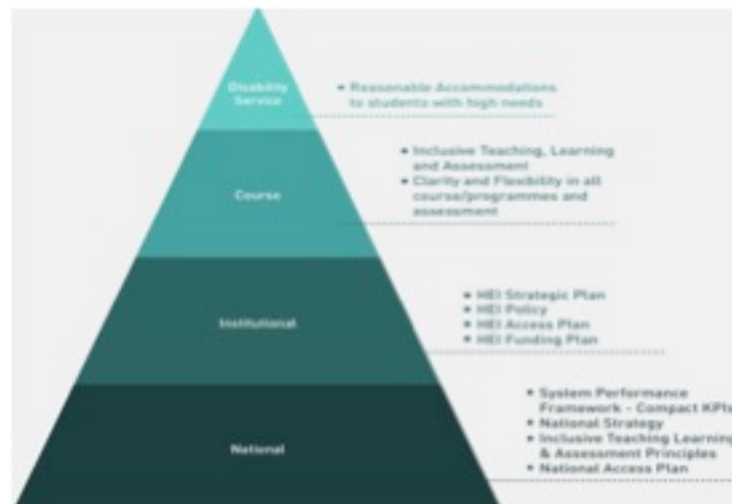 Disability
Service
• Reasonable Accommodations
to students with high needs
Course
• Inclusive Teaching, Learning
and Assessment
• Clarity and Flexibility in all
course/programmes and
assessment
Institutional
• HEI Strategic Plan
• HEI Policy
• HEI Access Plan
• HEI Funding Plan
National
• System Performance
Framework - Compact KPIs
• National Strategy
• Inclusive Teaching Learning
& Assessment Principles
• National Access Plan